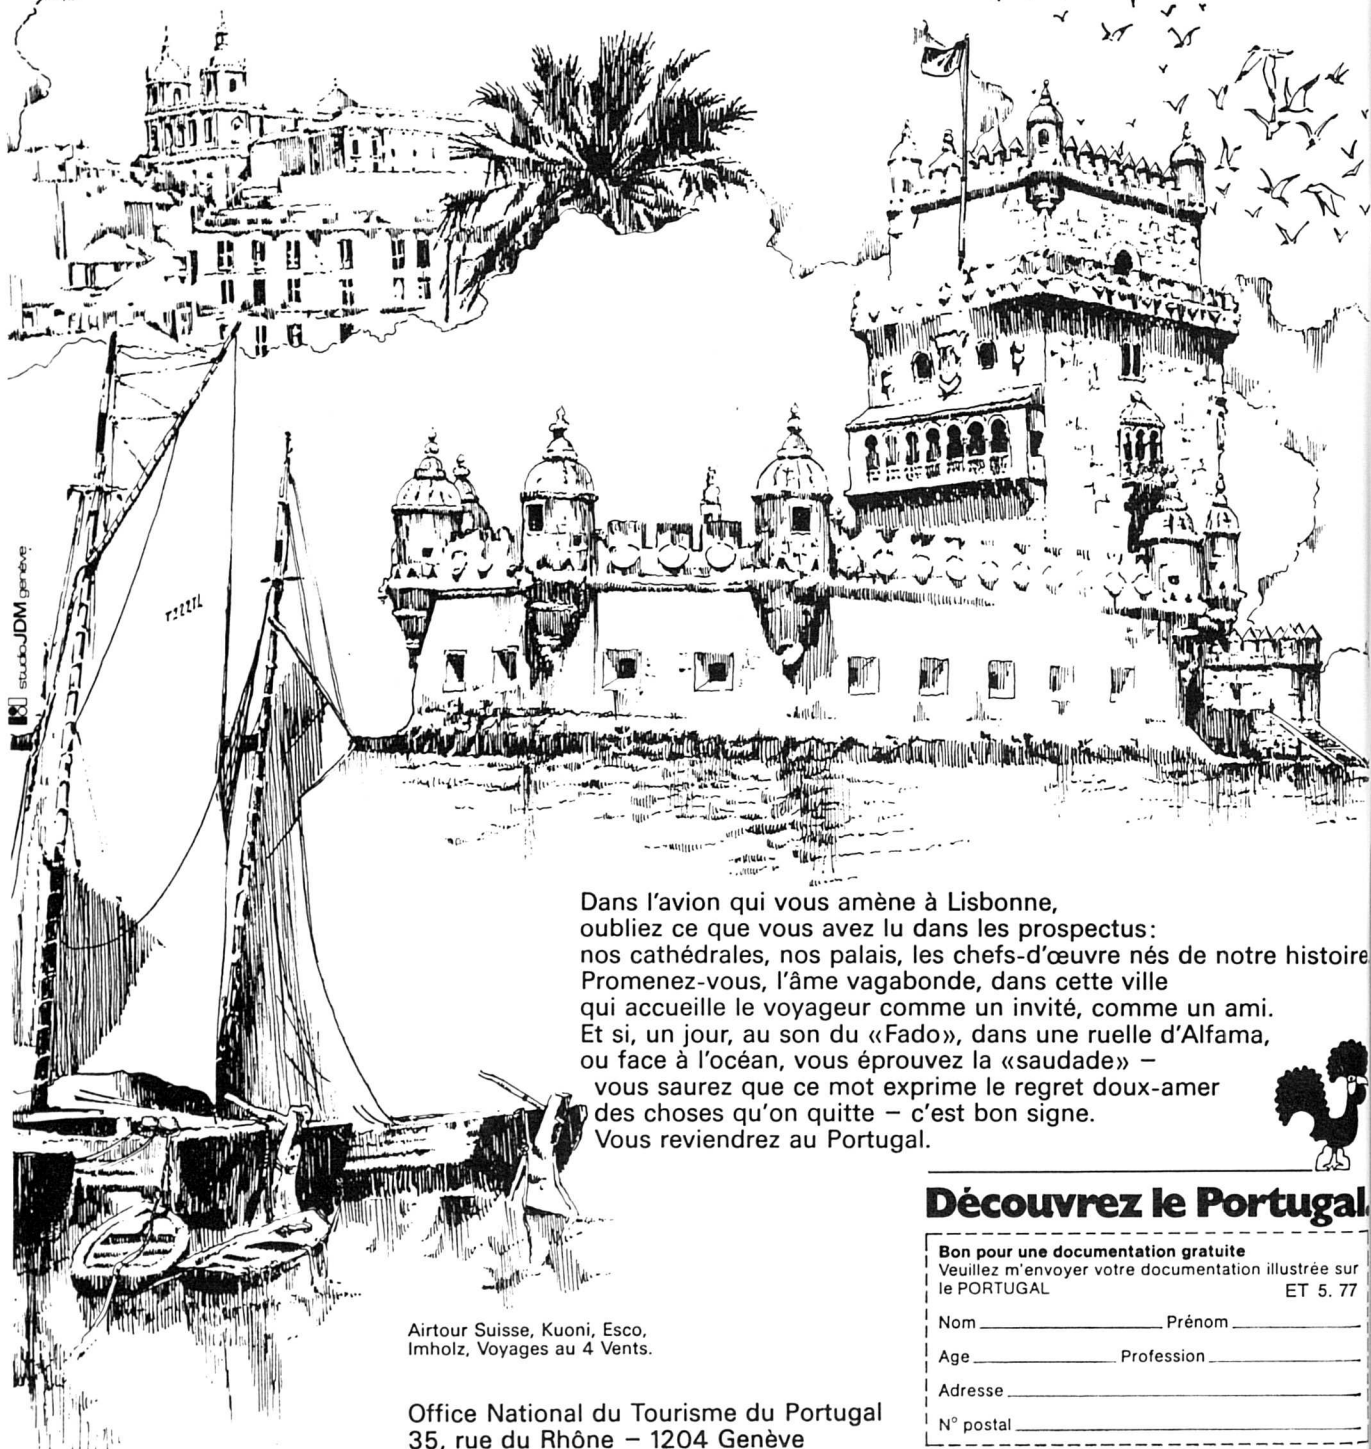 T222TL
studioJDM genève
Dans l'avion qui vous amène à Lisbonne,
oubliez ce que vous avez lu dans les prospectus:
nos cathédrales, nos palais, les chefs-d'œuvre nés de notre histoire
Promenez-vous, l'âme vagabonde, dans cette ville
qui accueille le voyageur comme un invité, comme un ami.
Et si, un jour, au son du «Fado», dans une ruelle d'Alfama,
ou face à l'océan, vous éprouvez la «saudade» –
vous saurez que ce mot exprime le regret doux-amer
des choses qu'on quitte – c'est bon signe.
Vous reviendrez au Portugal.
Découvrez le Portugal.
Bon pour une documentation gratuite
Veuillez m'envoyer votre documentation illustrée sur
le PORTUGAL ET 5. 77
Nom Prénom
Age Profession
Adresse
N° postal
Airtour Suisse, Kuoni, Esco,
Imholz, Voyages au 4 Vents.
Office National du Tourisme du Portugal
35, rue du Rhône – 1204 Genève